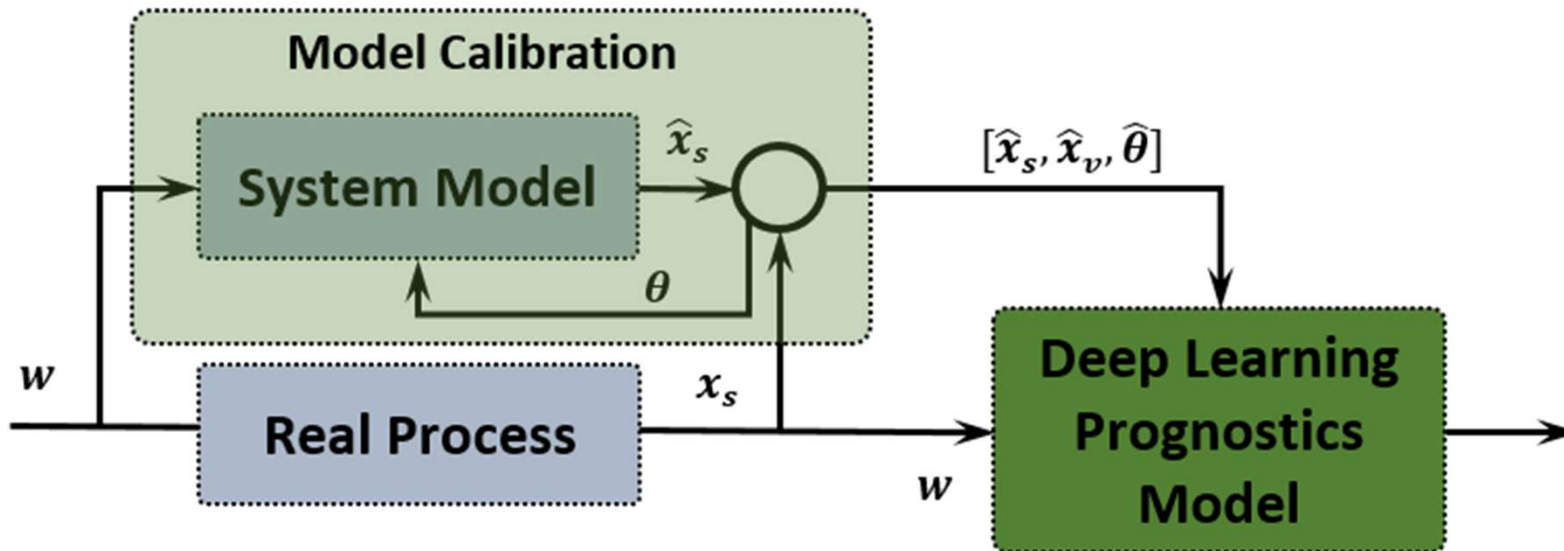 Model Calibration
System Model
x̂ₛ
[x̂ₛ, x̂ᵥ, θ̂]
θ
w
Real Process
xₛ
w
Deep Learning
Prognostics
Model